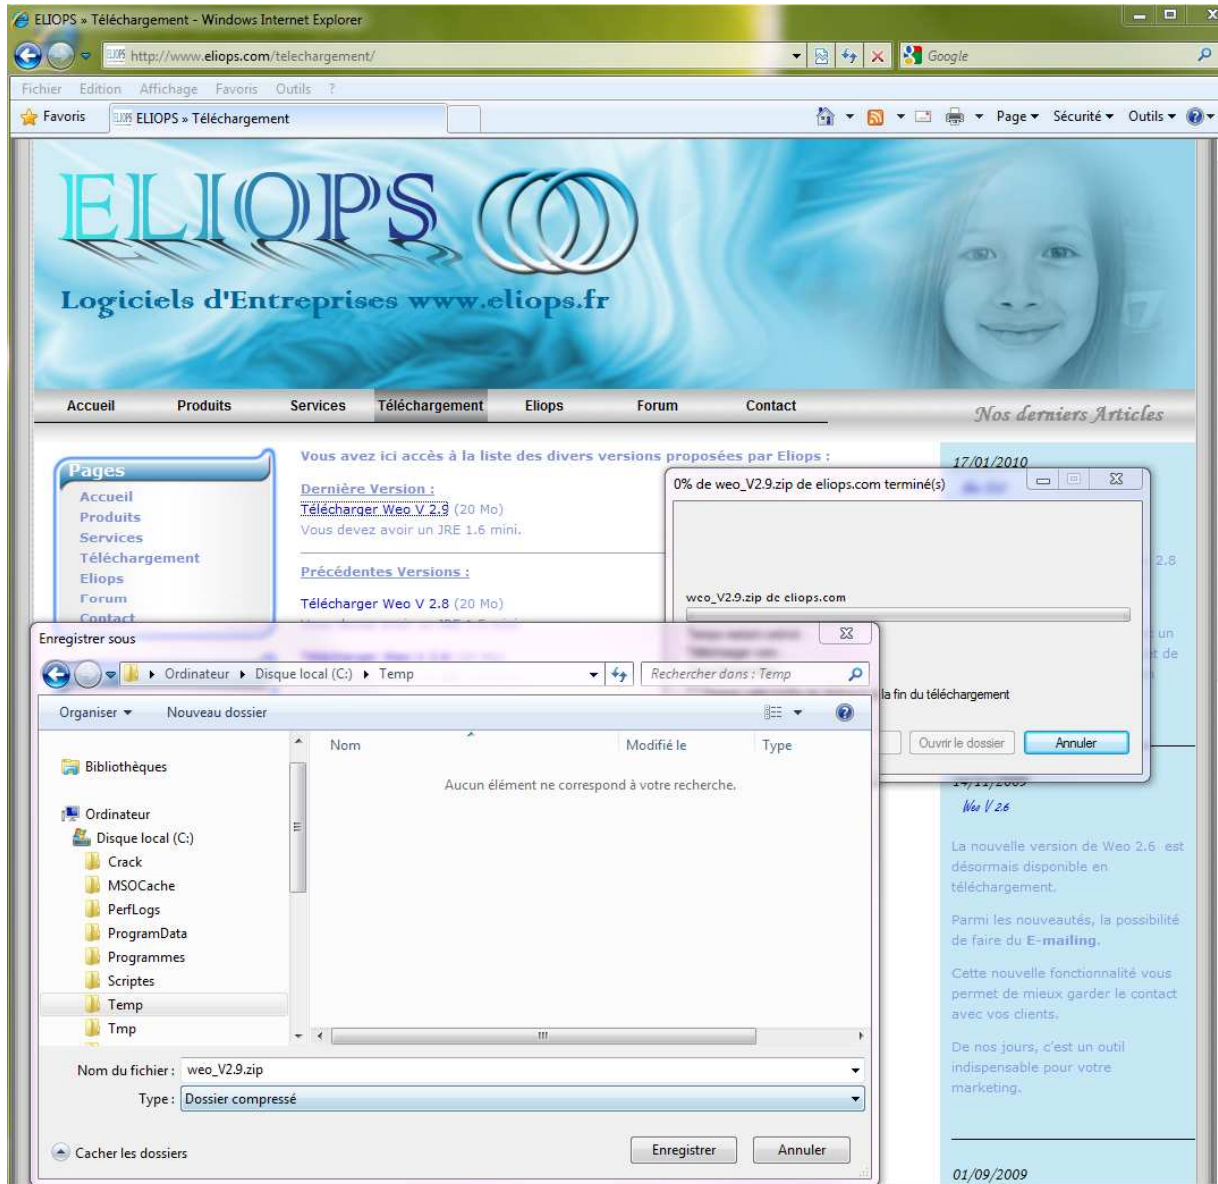 ELIOPS » Téléchargement - Windows Internet Explorer
http://www.eliops.com/telechargement/
Google
Fichier Edition Affichage Favoris Outils ?
Favoris
ELIOPS » Téléchargement
Page Sécurité Outils
ELIOPS
Logiciels d'Entreprises www.eliops.fr
Accueil Produits Services Téléchargement Eliops Forum Contact
Nos derniers Articles
Pages
Accueil
Produits
Services
Téléchargement
Eliops
Forum
Contact
Vous avez ici accès à la liste des divers versions proposées par Eliops :
Dernière Version :
Télécharger Weo V 2.9 (20 Mo)
Vous devez avoir un JRE 1.6 mini.
Précédentes Versions :
Télécharger Weo V 2.8 (20 Mo)
17/01/2010
2.8
un
de
0% de weo_V2.9.zip de eliops.com terminé(s)
weo_V2.9.zip de eliops.com
la fin du téléchargement
Ouvrir le dossier
Annuler
Enregistrer sous
Ordinateur Disque local (C:) Temp
Rechercher dans : Temp
Organiser
Nouveau dossier
Nom
Modifié le
Type
Aucun élément ne correspond à votre recherche.
Bibliothèques
Ordinateur
Disque local (C:)
Crack
MSOCache
PerfLogs
ProgramData
Programmes
Scriptes
Temp
Tmp
Nom du fichier : weo_V2.9.zip
Type : Dossier compressé
Cacher les dossiers
Enregistrer
Annuler
14/11/2009
Weo V 2.6
La nouvelle version de Weo 2.6 est
désormais disponible en
téléchargement.
Parmi les nouveautés, la possibilité
de faire du E-mailing.
Cette nouvelle fonctionnalité vous
permet de mieux garder le contact
avec vos clients.
De nos jours, c'est un outil
indispensable pour votre
marketing.
01/09/2009